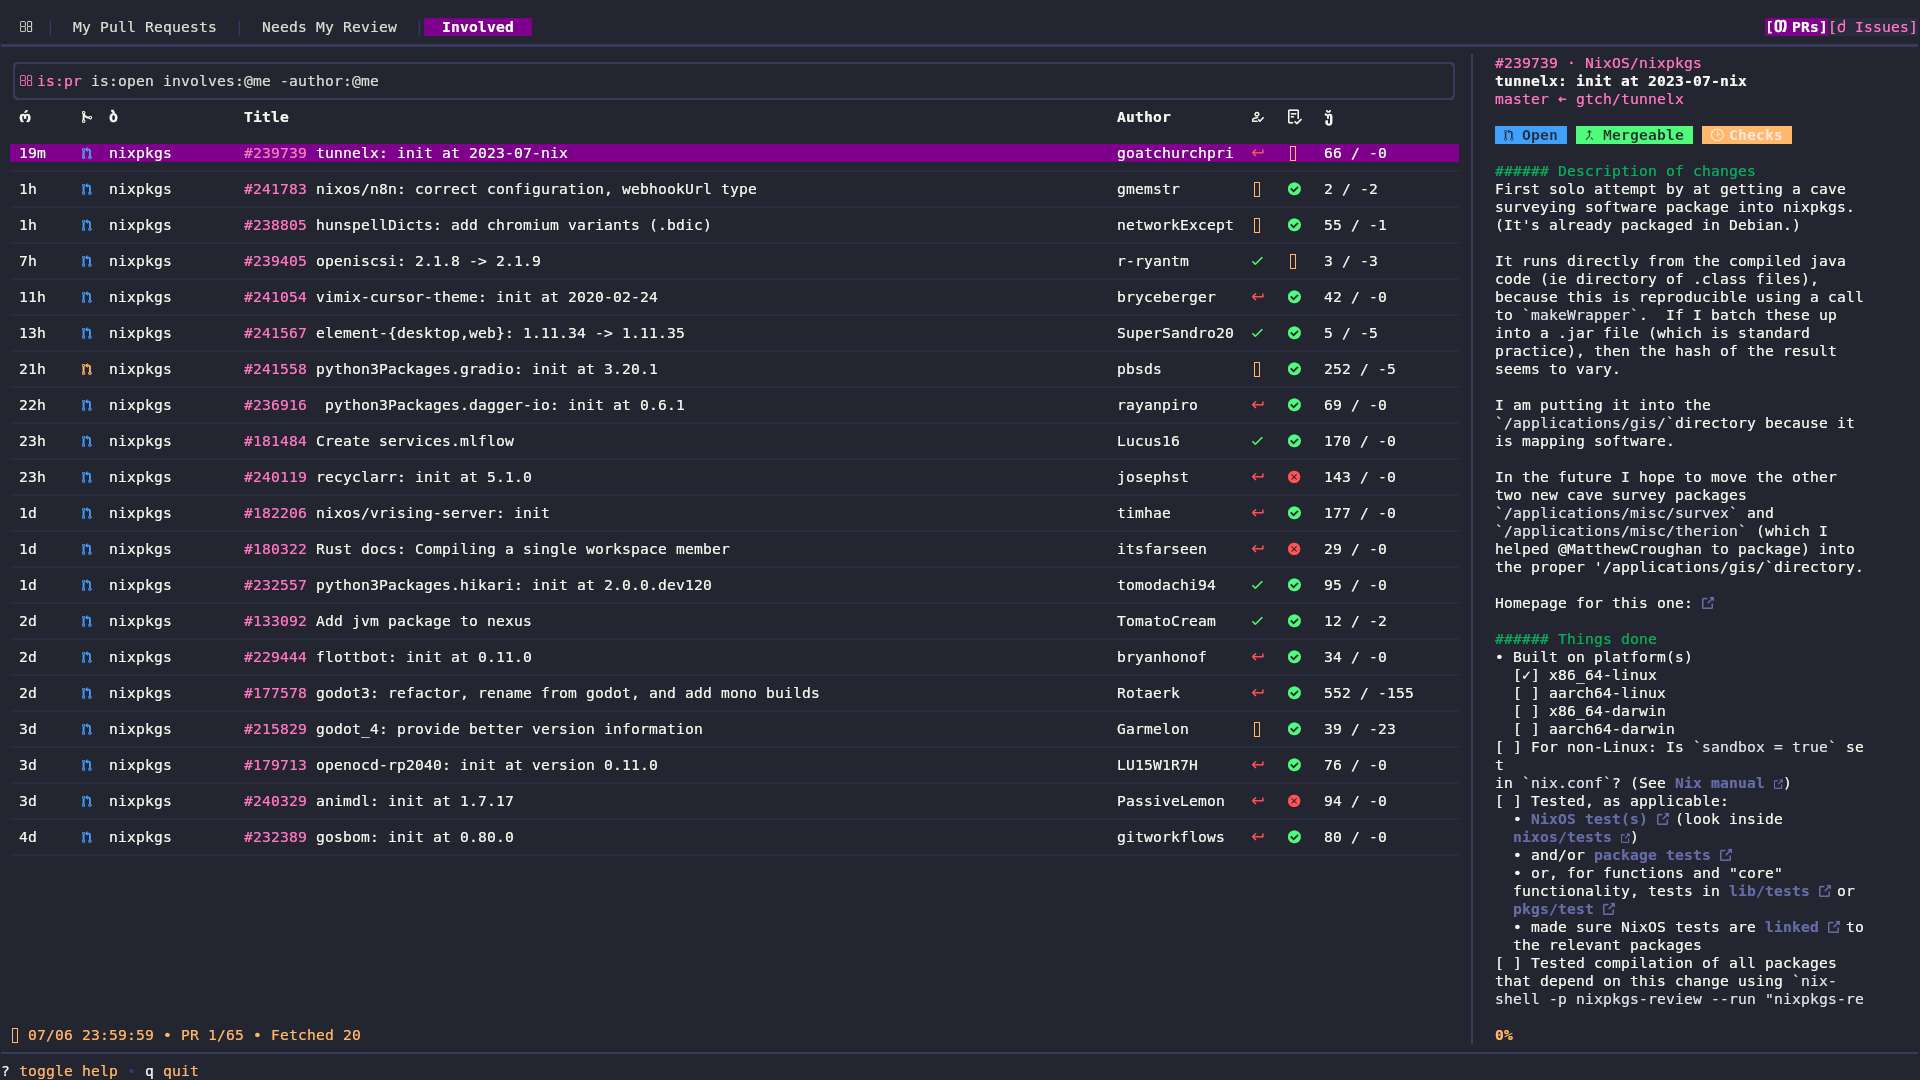 My Pull Requests | Needs My Review | Involved [ PRs][ Issues]
is:pr is:open involves:@me -author:@me
Title Author
19m nixpkgs #239739 tunnelx: init at 2023-07-nix goatchurchpri 66 / -0
1h nixpkgs #241783 nixos/n8n: correct configuration, webhookUrl type gmemstr 2 / -2
1h nixpkgs #238805 hunspellDicts: add chromium variants (.bdic) networkExcept 55 / -1
7h nixpkgs #239405 openiscsi: 2.1.8 -> 2.1.9 r-ryantm 3 / -3
11h nixpkgs #241054 vimix-cursor-theme: init at 2020-02-24 bryceberger 42 / -0
13h nixpkgs #241567 element-{desktop,web}: 1.11.34 -> 1.11.35 SuperSandro20 5 / -5
21h nixpkgs #241558 python3Packages.gradio: init at 3.20.1 pbsds 252 / -5
22h nixpkgs #236916 python3Packages.dagger-io: init at 0.6.1 rayanpiro 69 / -0
23h nixpkgs #181484 Create services.mlflow Lucus16 170 / -0
23h nixpkgs #240119 recyclarr: init at 5.1.0 josephst 143 / -0
1d nixpkgs #182206 nixos/vrising-server: init timhae 177 / -0
1d nixpkgs #180322 Rust docs: Compiling a single workspace member itsfarseen 29 / -0
1d nixpkgs #232557 python3Packages.hikari: init at 2.0.0.dev120 tomodachi94 95 / -0
2d nixpkgs #133092 Add jvm package to nexus TomatoCream 12 / -2
2d nixpkgs #229444 flottbot: init at 0.11.0 bryanhonof 34 / -0
2d nixpkgs #177578 godot3: refactor, rename from godot, and add mono builds Rotaerk 552 / -155
3d nixpkgs #215829 godot_4: provide better version information Garmelon 39 / -23
3d nixpkgs #179713 openocd-rp2040: init at version 0.11.0 LU15W1R7H 76 / -0
3d nixpkgs #240329 animdl: init at 1.7.17 PassiveLemon 94 / -0
4d nixpkgs #232389 gosbom: init at 0.80.0 gitworkflows 80 / -0
07/06 23:59:59 • PR 1/65 • Fetched 20
#239739 · NixOS/nixpkgs
tunnelx: init at 2023-07-nix
master ← gtch/tunnelx
Open Mergeable Checks
###### Description of changes
First solo attempt by at getting a cave
surveying software package into nixpkgs.
(It's already packaged in Debian.)
It runs directly from the compiled java
code (ie directory of .class files),
because this is reproducible using a call
to `makeWrapper`.  If I batch these up
into a .jar file (which is standard
practice), then the hash of the result
seems to vary.
I am putting it into the
`/applications/gis/`directory because it
is mapping software.
In the future I hope to move the other
two new cave survey packages
`/applications/misc/survex` and
`/applications/misc/therion` (which I
helped @MatthewCroughan to package) into
the proper '/applications/gis/`directory.
Homepage for this one:
###### Things done
• Built on platform(s)
[✓] x86_64-linux
[ ] aarch64-linux
[ ] x86_64-darwin
[ ] aarch64-darwin
[ ] For non-Linux: Is `sandbox = true` se
t
in `nix.conf`? (See Nix manual )
[ ] Tested, as applicable:
• NixOS test(s) (look inside
nixos/tests )
• and/or package tests
• or, for functions and "core"
functionality, tests in lib/tests or
pkgs/test
• made sure NixOS tests are linked to
the relevant packages
[ ] Tested compilation of all packages
that depend on this change using `nix-
shell -p nixpkgs-review --run "nixpkgs-re
0%
? toggle help • q quit